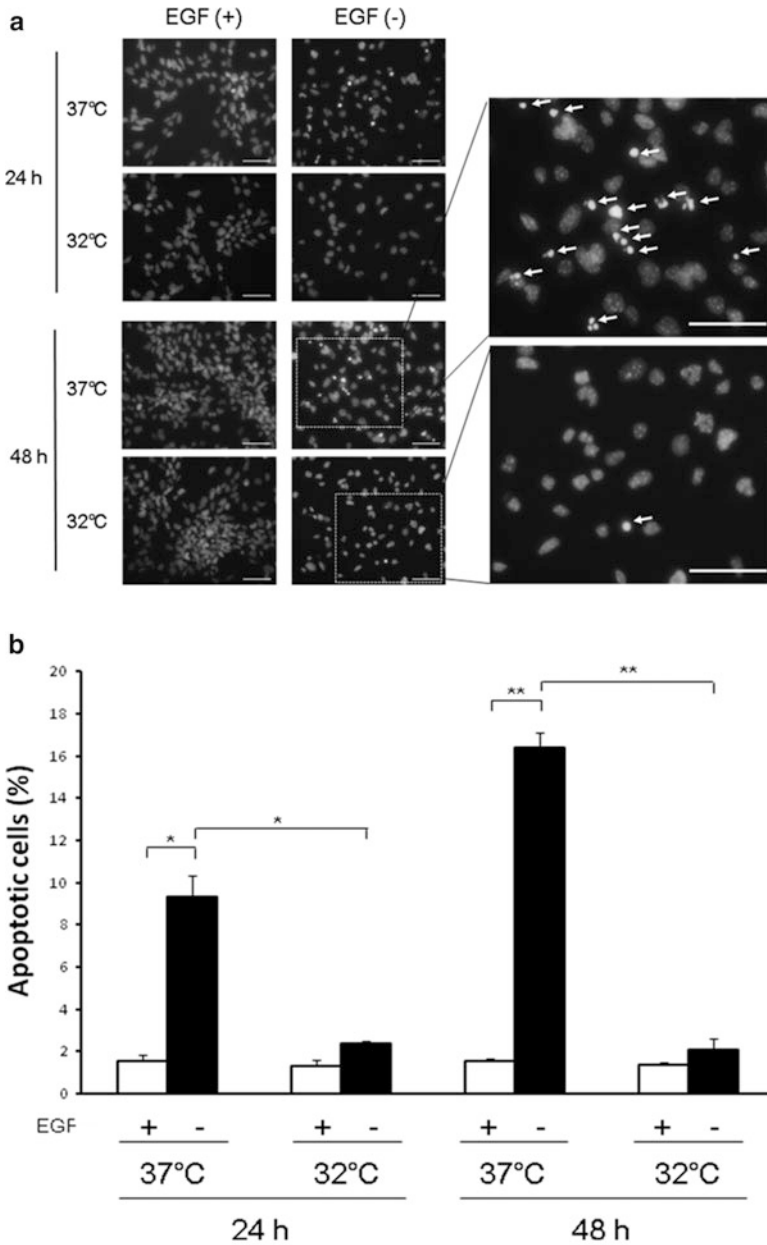 a
EGF (+) EGF (-)
24 h
37°C
32°C
48 h
37°C
32°C
b
Apoptotic cells (%)
20
18
16
14
12
10
8
6
4
2
0
* * ** **
EGF + - + - + - + -
37°C 32°C 37°C 32°C
24 h 48 h